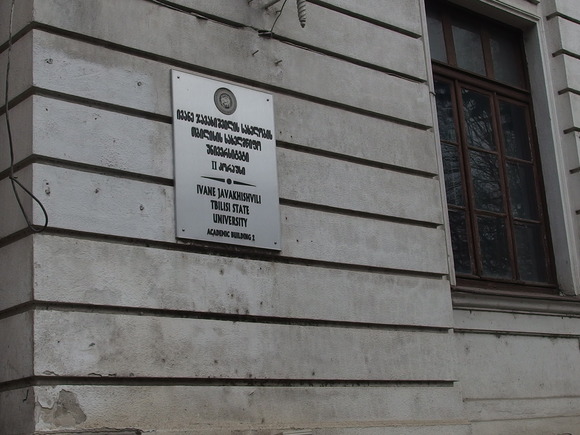 ივანე ჯავახიშვილის სახელობის
თბილისის სახელმწიფო
უნივერსიტეტი
II კორპუსი
IVANE JAVAKHISHVILI
TBILISI STATE
UNIVERSITY
ACADEMIC BUILDING 2